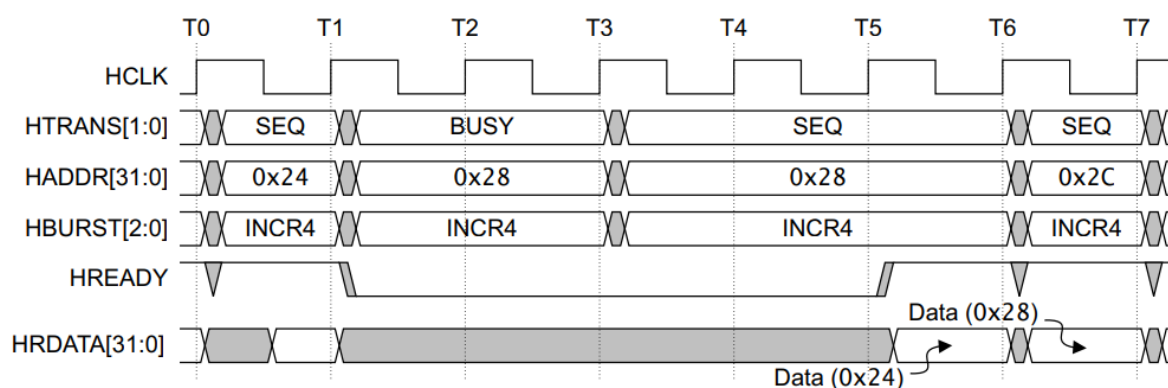 T0 T1 T2 T3 T4 T5 T6 T7
HCLK
HTRANS[1:0] SEQ BUSY SEQ SEQ
HADDR[31:0] 0x24 0x28 0x28 0x2C
HBURST[2:0] INCR4 INCR4 INCR4 INCR4
HREADY
Data (0x28)
HRDATA[31:0]
Data (0x24)